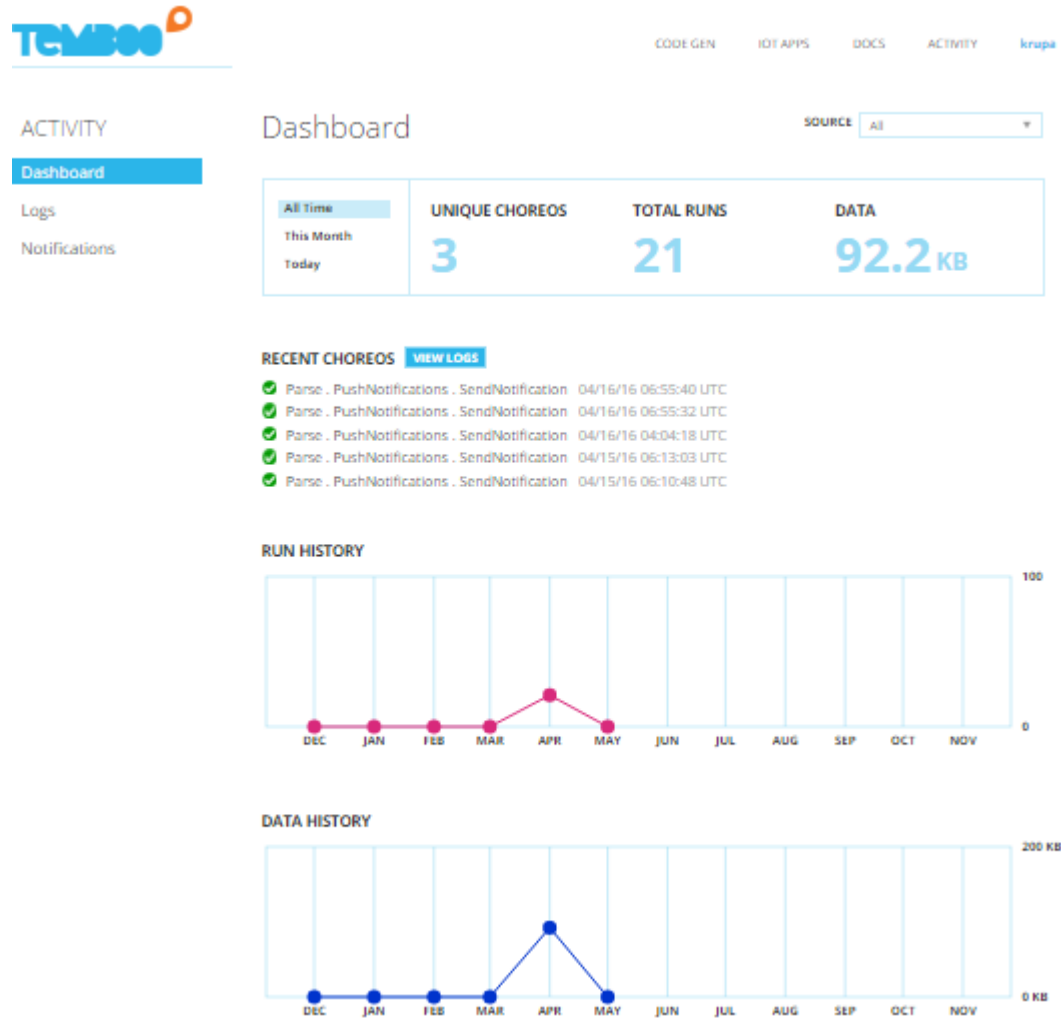 TEMBOO
CODE GEN IOT APPS DOCS ACTIVITY krupa
ACTIVITY
Dashboard
Logs
Notifications
Dashboard
SOURCE All
All Time
This Month
Today
UNIQUE CHOREOS
3
TOTAL RUNS
21
DATA
92.2 KB
RECENT CHOREOS VIEW LOGS
Parse . PushNotifications . SendNotification 04/16/16 06:55:40 UTC
Parse . PushNotifications . SendNotification 04/16/16 06:55:32 UTC
Parse . PushNotifications . SendNotification 04/16/16 04:04:18 UTC
Parse . PushNotifications . SendNotification 04/15/16 06:13:03 UTC
Parse . PushNotifications . SendNotification 04/15/16 06:10:48 UTC
RUN HISTORY
100
0
DEC JAN FEB MAR APR MAY JUN JUL AUG SEP OCT NOV
DATA HISTORY
200 KB
0 KB
DEC JAN FEB MAR APR MAY JUN JUL AUG SEP OCT NOV